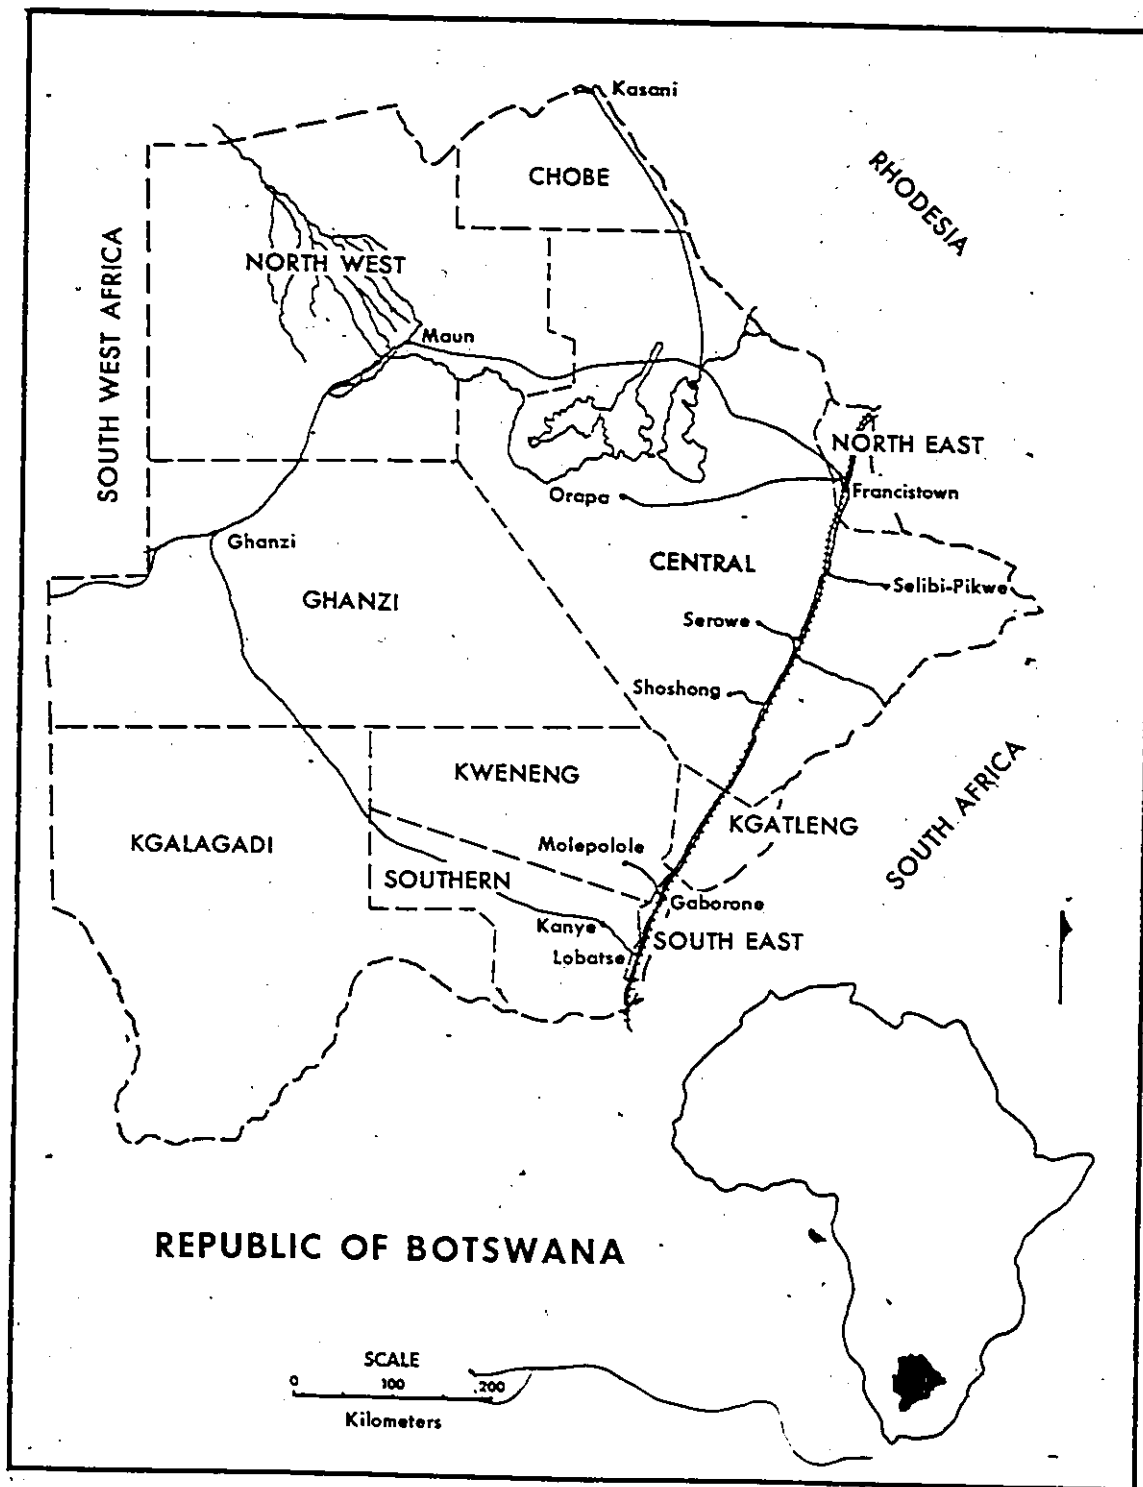 Kasani
CHOBE
RHODESIA
NORTH WEST
SOUTH WEST AFRICA
Maun
NORTH EAST
Orapa
Francistown
Ghanzi
CENTRAL
Selibi-Pikwe
GHANZI
Serowe
Shoshong
KWENENG
SOUTH AFRICA
KGATLENG
KGALAGADI
Molepolole
SOUTHERN
Gaborone
Kanye
SOUTH EAST
Lobatse
REPUBLIC OF BOTSWANA
SCALE
0 100 200
Kilometers